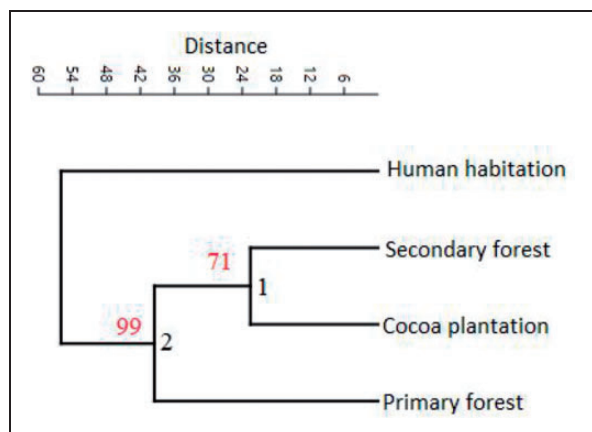 Distance
60 54 48 42 36 30 24 18 12 6
Human habitation
Secondary forest
71
1
Cocoa plantation
99
2
Primary forest